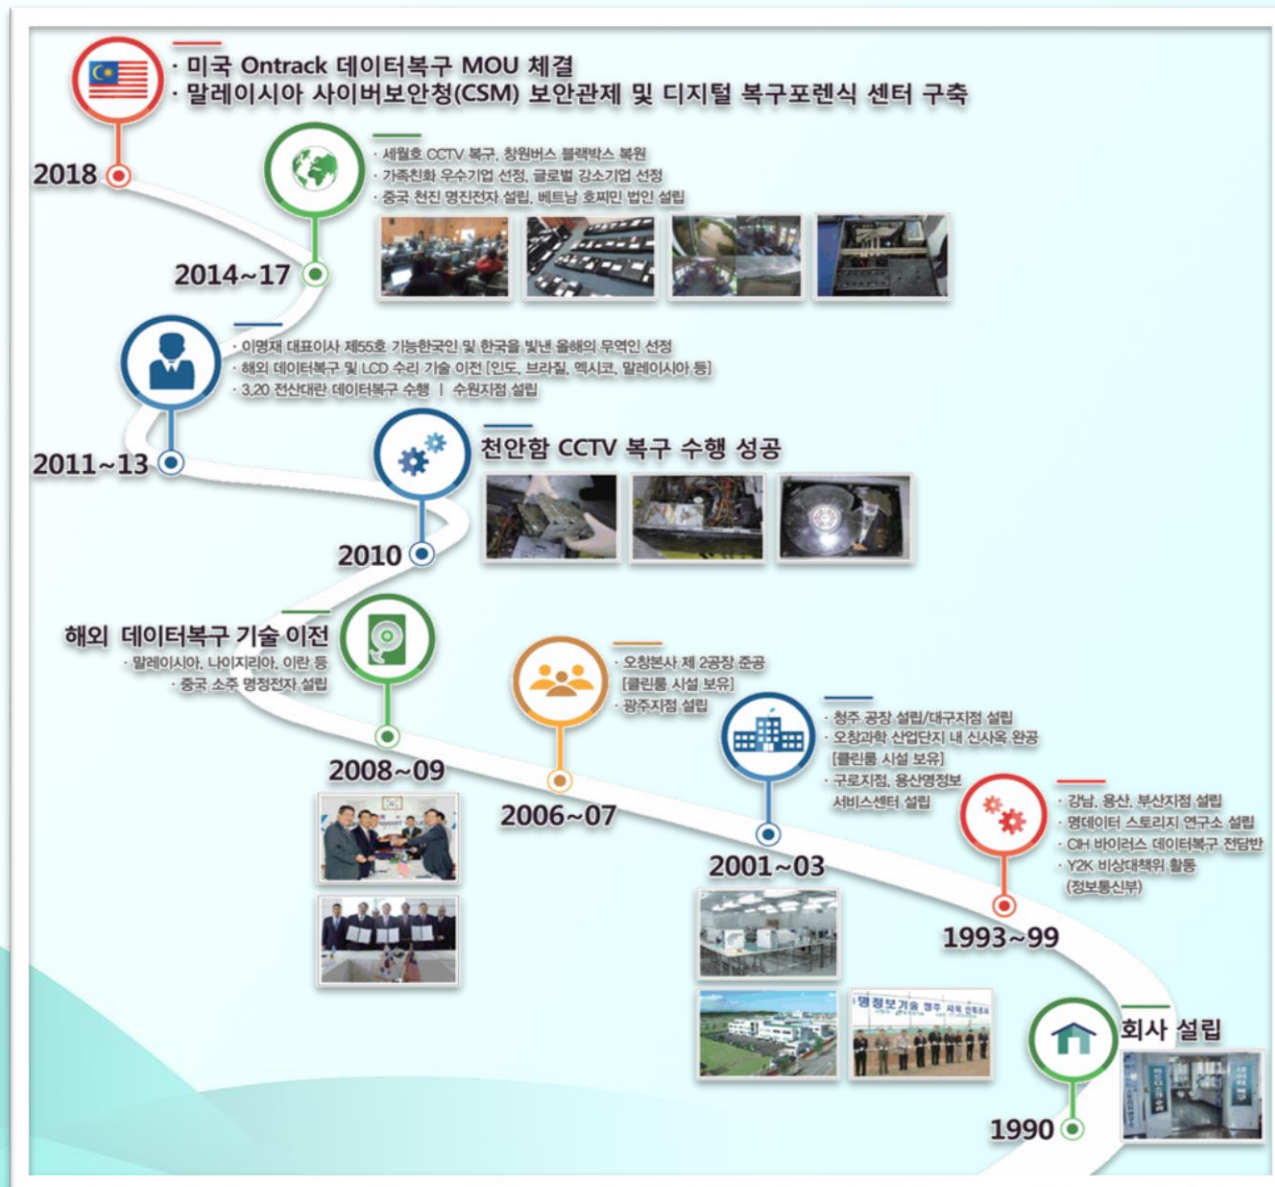 · 미국 Ontrack 데이터복구 MOU 체결
· 말레이시아 사이버보안청(CSM) 보안관제 및 디지털 복구포렌식 센터 구축
2018
· 세월호 CCTV 복구, 창원버스 블랙박스 복원
· 가족친화 우수기업 선정, 글로벌 강소기업 선정
· 중국 천진 명진전자 설립, 베트남 호찌민 법인 설립
2014~17
· 이명재 대표이사 제55호 기능한국인 및 한국을 빛낸 올해의 무역인 선정
· 해외 데이터복구 및 LCD 수리 기술 이전 [인도, 브라질, 멕시코, 말레이시아 등]
· 3.20 전산대란 데이터복구 수행 | 수원지점 설립
2011~13
천안함 CCTV 복구 수행 성공
2010
해외 데이터복구 기술 이전
· 말레이시아, 나이지리아, 이란 등
· 중국 소주 명정전자 설립
2008~09
· 오창본사 제 2공장 준공
[클린룸 시설 보유]
· 광주지점 설립
2006~07
· 청주 공장 설립/대구지점 설립
· 오창과학 산업단지 내 신사옥 완공
[클린룸 시설 보유]
· 구로지점, 용산명정보
서비스센터 설립
2001~03
명정보기술 청주 사옥 신축공사
· 강남, 용산, 부산지점 설립
· 명데이터 스토리지 연구소 설립
· CIH 바이러스 데이터복구 전담반
· Y2K 비상대책위 활동
(정보통신부)
1993~99
회사 설립
1990
데이터 복구